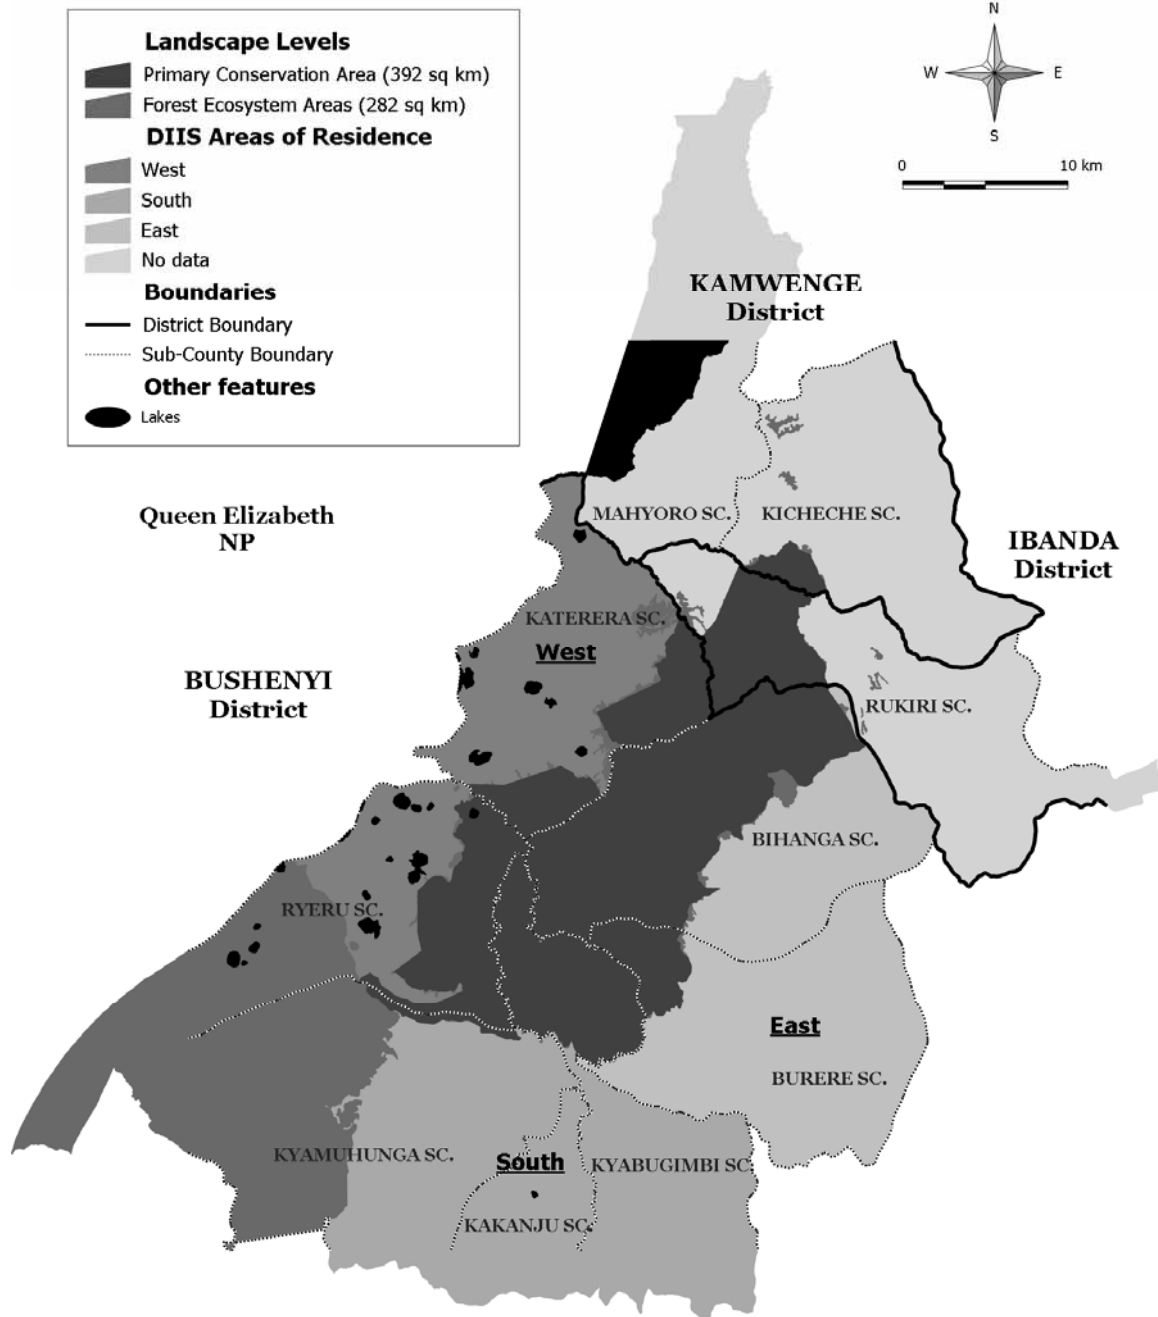 Landscape Levels
Primary Conservation Area (392 sq km)
Forest Ecosystem Areas (282 sq km)
DIIS Areas of Residence
West
South
East
No data
Boundaries
District Boundary
Sub-County Boundary
Other features
Lakes
N
W
E
S
0
10 km
KAMWENGE
District
Queen Elizabeth
NP
MAHYORO SC.
KICHECHE SC.
IBANDA
District
KATERERA SC.
West
BUSHENYI
District
RUKIRI SC.
BIHANGA SC.
RYERU SC.
East
BURERE SC.
KYAMUHUNGA SC.
South
KYABUGIMBI SC.
KAKANJU SC.